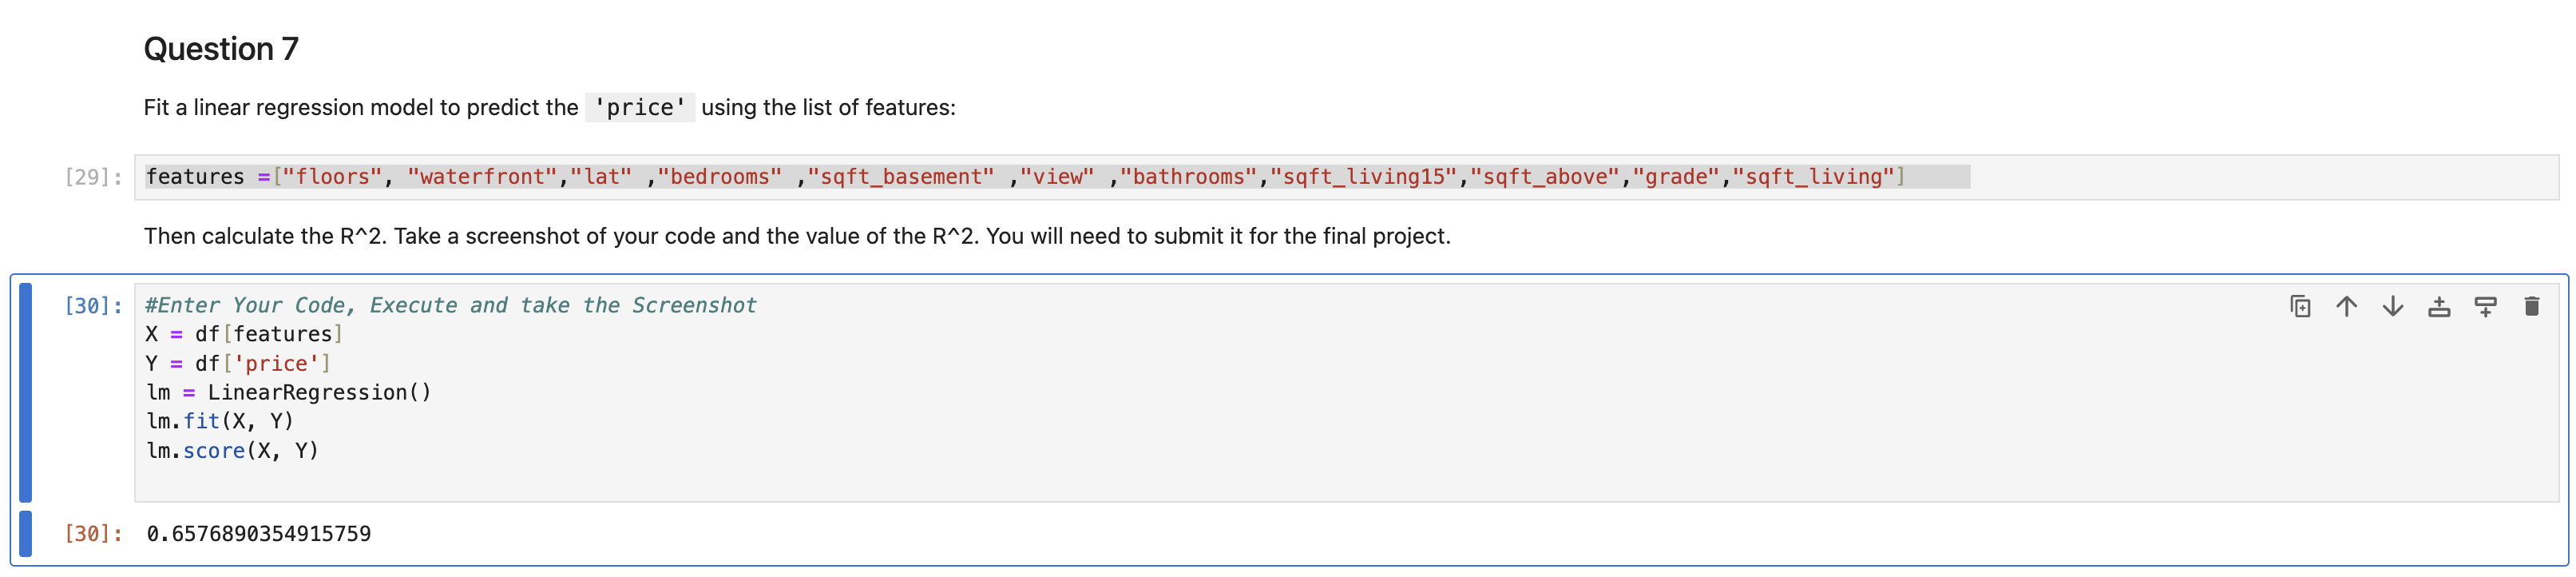 Question 7
Fit a linear regression model to predict the 'price' using the list of features:
[29]: features =["floors", "waterfront","lat" ,"bedrooms" ,"sqft_basement" ,"view" ,"bathrooms","sqft_living15","sqft_above","grade","sqft_living"]
Then calculate the R^2. Take a screenshot of your code and the value of the R^2. You will need to submit it for the final project.
[30]: #Enter Your Code, Execute and take the Screenshot
X = df[features]
Y = df['price']
lm = LinearRegression()
lm.fit(X, Y)
lm.score(X, Y)
[30]: 0.6576890354915759